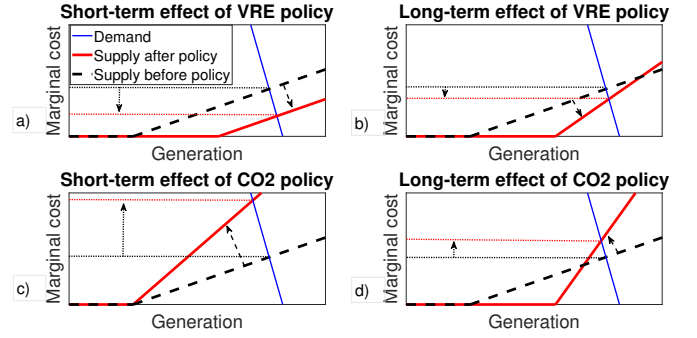 Short-term effect of VRE policy
Marginal cost
Demand
Supply after policy
Supply before policy
a)
Generation
Long-term effect of VRE policy
Marginal cost
b)
Generation
Short-term effect of CO2 policy
Marginal cost
c)
Generation
Long-term effect of CO2 policy
Marginal cost
d)
Generation